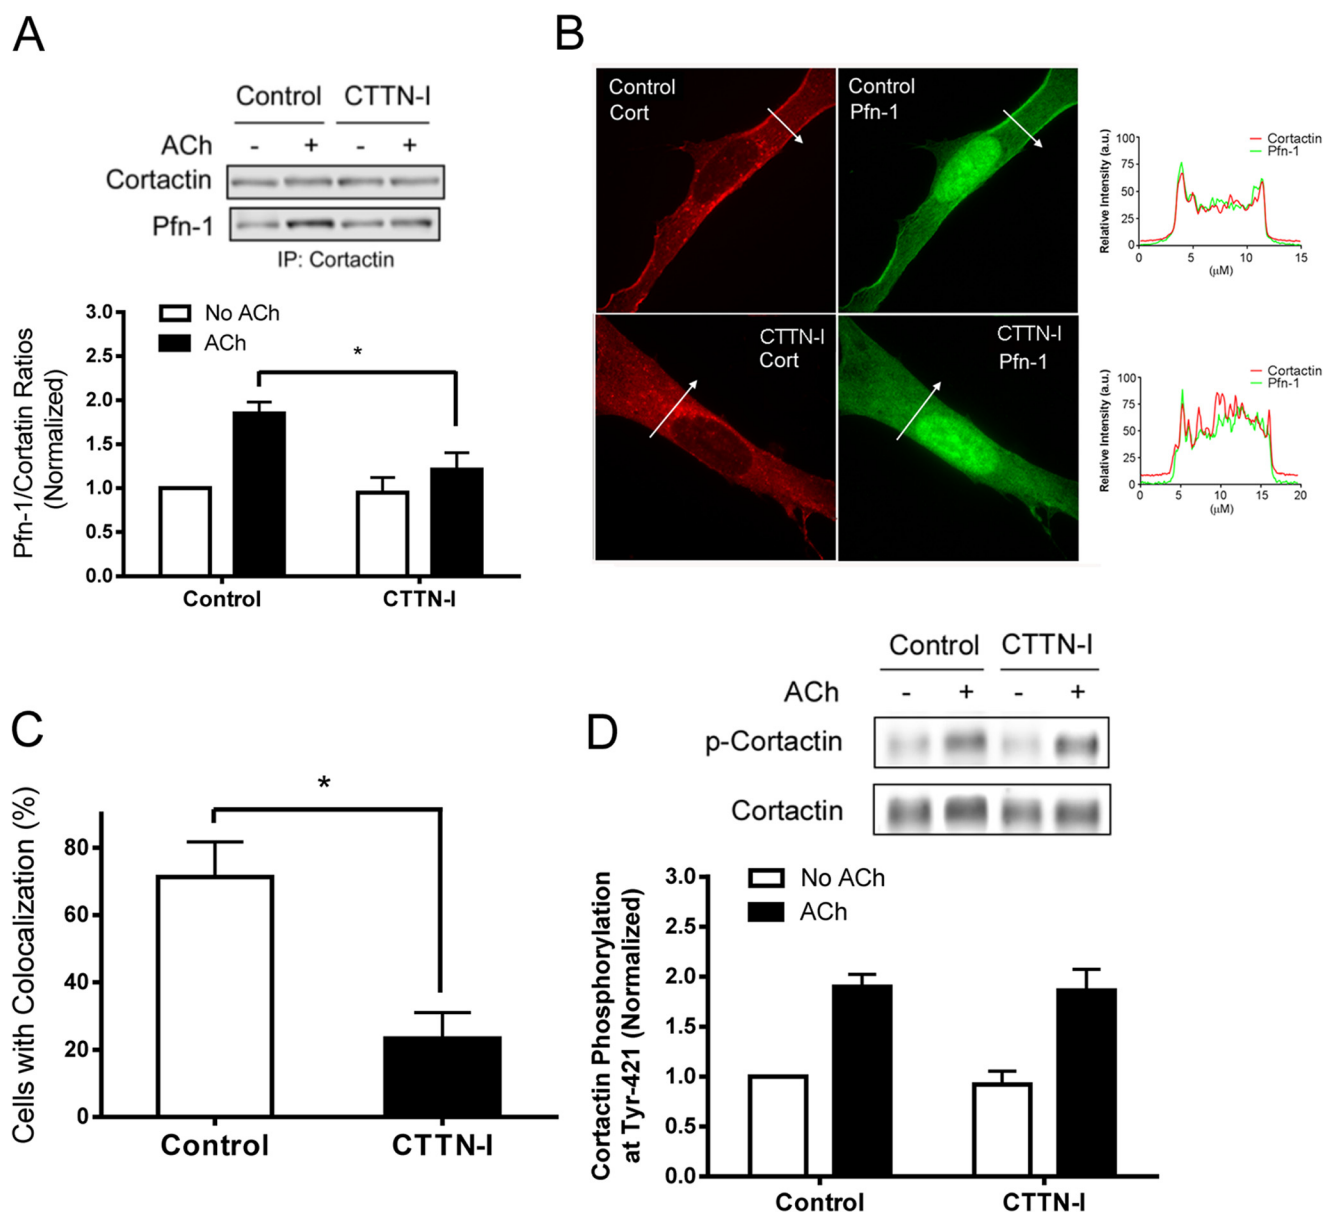 A
Control CTTN-I
ACh - + - +
Cortactin
Pfn-1
IP: Cortactin
3.0
2.5
2.0
1.5
1.0
0.5
0.0
Pfn-1/Cortatin Ratios
(Normalized)
No ACh
ACh
*
Control CTTN-I
B
Control
Cort
Control
Pfn-1
CTTN-I
Cort
CTTN-I
Pfn-1
Relative Intensity (a.u.)
100
75
50
25
0
Cortactin
Pfn-1
0 5 10 15
(µM)
Relative Intensity (a.u.)
100
75
50
25
0
Cortactin
Pfn-1
0 5 10 15 20
(µM)
C
Cells with Colocalization (%)
80
60
40
20
0
*
Control CTTN-I
D
Control CTTN-I
ACh - + - +
p-Cortactin
Cortactin
Cortactin Phosphorylation
at Tyr-421 (Normalized)
3.0
2.5
2.0
1.5
1.0
0.5
0.0
No ACh
ACh
Control CTTN-I